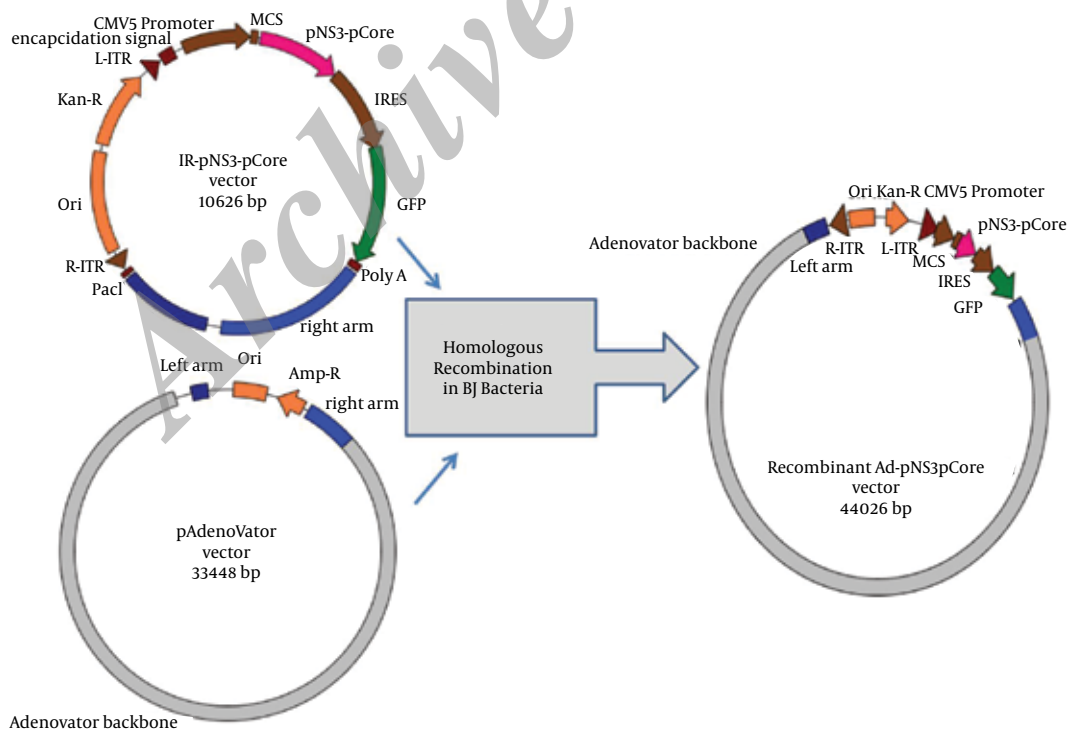 CMV5 Promoter
MCS
pNS3-pCore
encapcidation signal
L-ITR
Kan-R
IRES
IR-pNS3-pCore
vector
10626 bp
Ori
GFP
R-ITR
PacI
Poly A
right arm
Left arm
Ori
Amp-R
right arm
pAdenoVator
vector
33448 bp
Adenovator backbone
Homologous
Recombination
in BJ Bacteria
Ori Kan-R CMV5 Promoter
pNS3-pCore
Adenovator backbone
R-ITR
L-ITR
Left arm
MCS
IRES
GFP
Recombinant Ad-pNS3pCore
vector
44026 bp
Archive